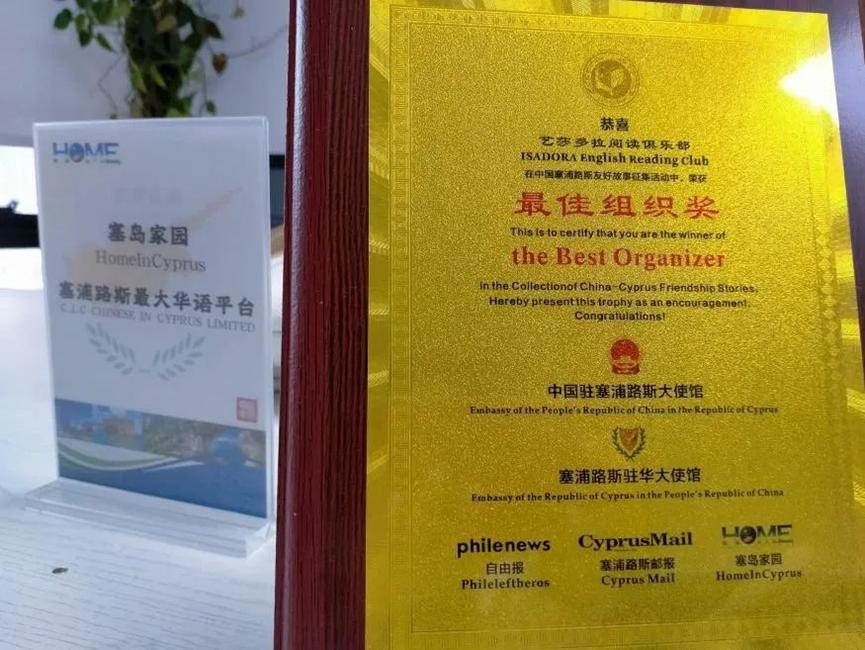 HOME
塞岛家园
HomeInCyprus
塞浦路斯最大华语平台
C.I.C CHINESE IN CYPRUS LIMITED
恭喜
艺莎多拉阅读俱乐部
ISADORA English Reading Club
在中国塞浦路斯友好故事征集活动中，荣获
最佳组织奖
This is to certify that you are the winner of
the Best Organizer
in the Collectionof China-Cyprus Friendship Stories.
Hereby present this trophy as an encouragement.
Congratulations!
中国驻塞浦路斯大使馆
Embassy of the People's Republic of China in the Republic of Cyprus
塞浦路斯驻华大使馆
Embassy of the Republic of Cyprus in the People's Republic of China
philenews
自由报
Phileleftheros
CyprusMail
塞浦路斯邮报
Cyprus Mail
HOME
塞岛家园
HomeInCyprus